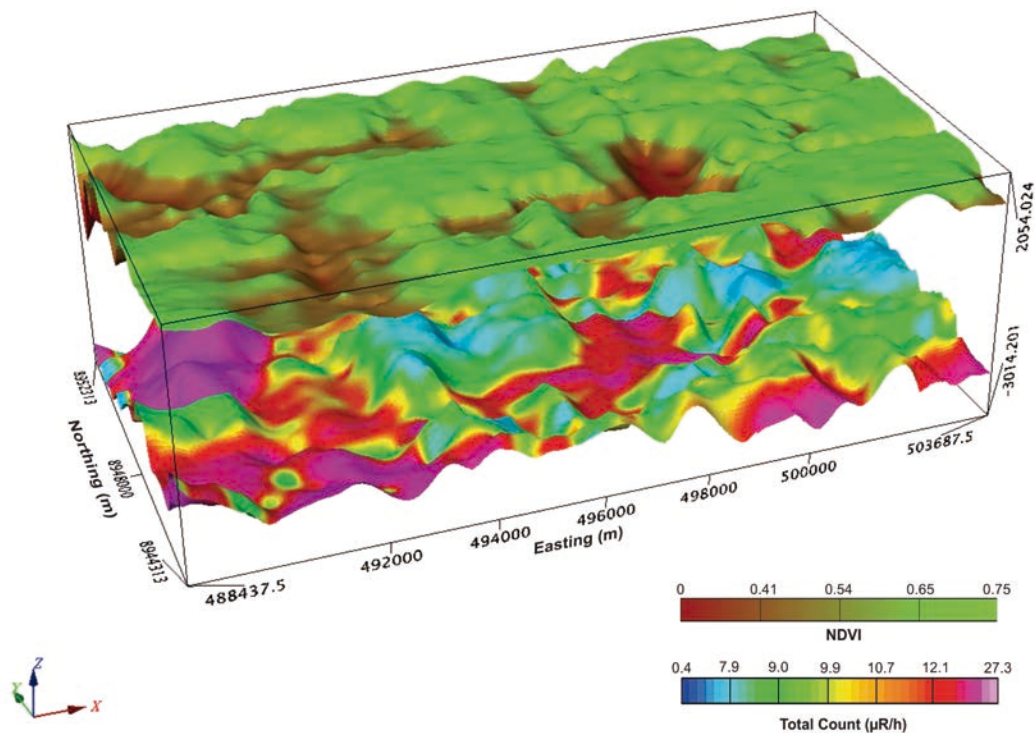 2054.024
-3014.201
8952313
8948000
8944313
Northing (m)
488437.5
492000
494000
496000
498000
500000
503687.5
Easting (m)
0 0.41 0.54 0.65 0.75
NDVI
0.4 7.9 9.0 9.9 10.7 12.1 27.3
Total Count (µR/h)
Z
Y
X